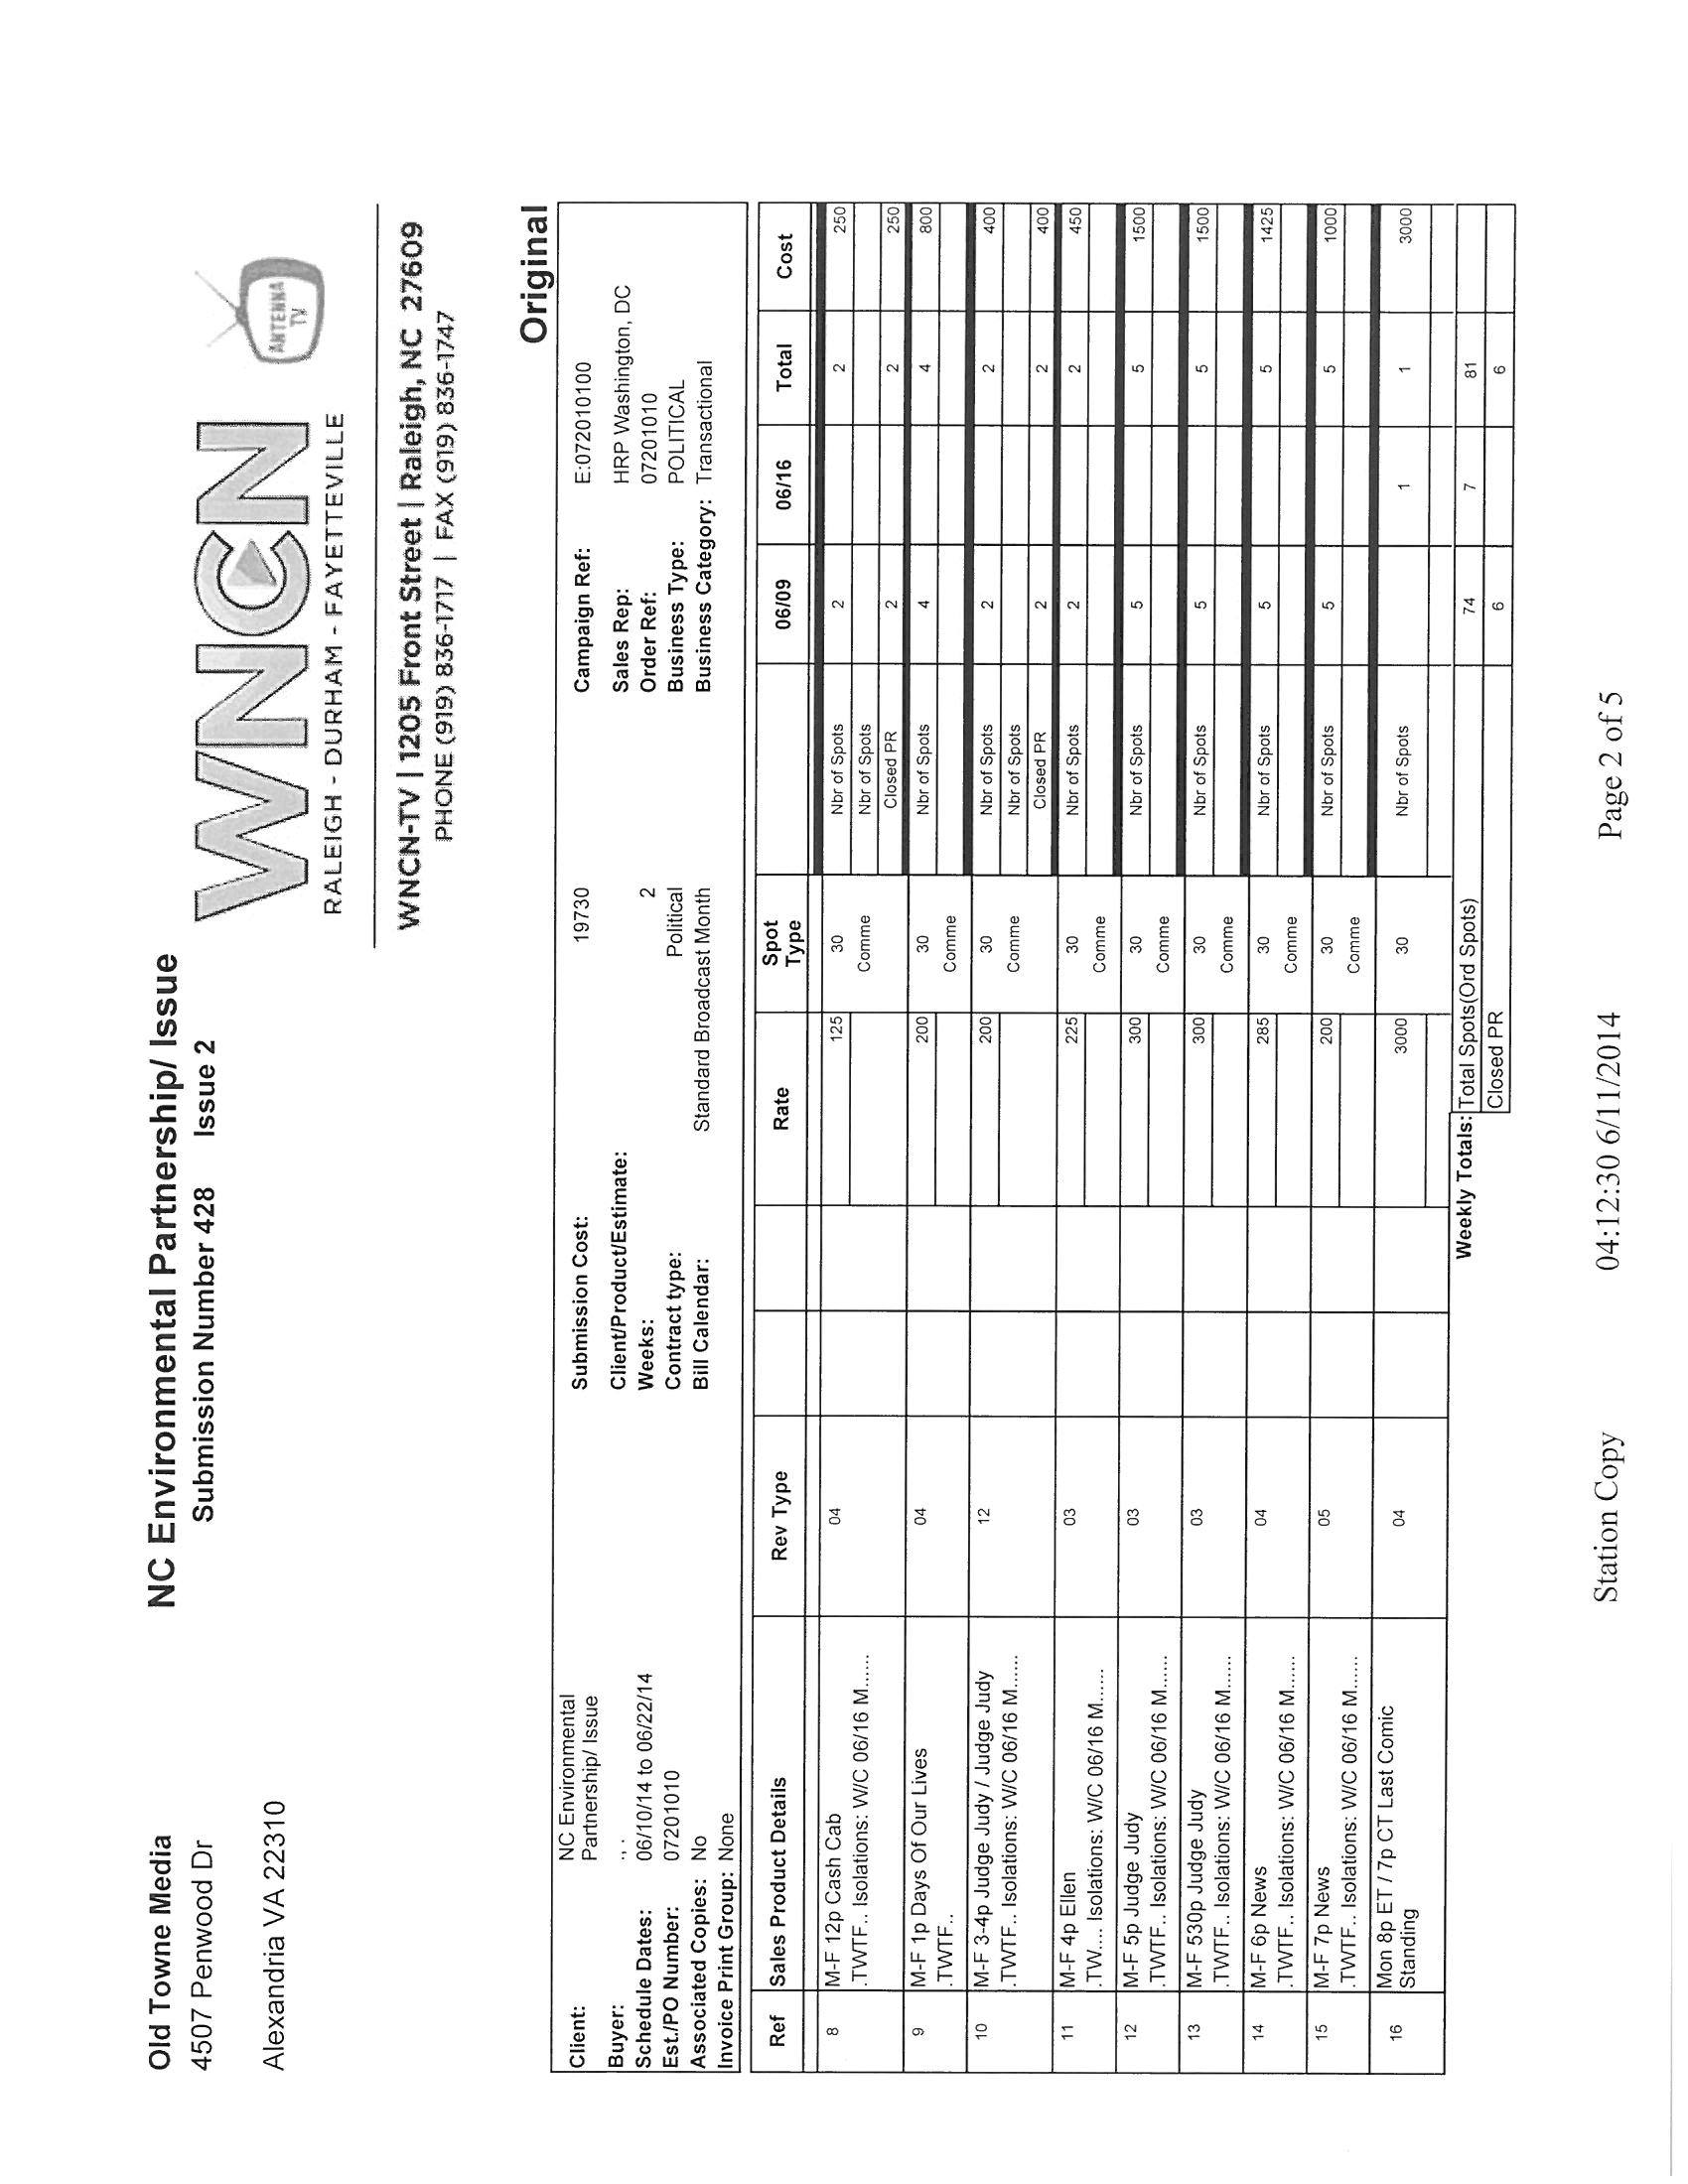 Old Towne Media
4507 Penwood Dr
Alexandria VA 22310
NC Environmental Partnership/ Issue
Submission Number 428 Issue 2
WNCN
ANTENNA
TV
RALEIGH - DURHAM - FAYETTEVILLE
WNCN-TV | 1205 Front Street | Raleigh, NC 27609
PHONE (919) 836-1717 | FAX (919) 836-1747
Original
Client: NC Environmental Partnership/ Issue Submission Cost: 19730 Campaign Ref: E:072010100
Buyer: ., . Client/Product/Estimate: Sales Rep: HRP Washington, DC
Schedule Dates: 06/10/14 to 06/22/14 Weeks: 2 Order Ref: 07201010
Est./PO Number: 07201010 Contract type: Political Business Type: POLITICAL
Associated Copies: No Bill Calendar: Standard Broadcast Month Business Category: Transactional
Invoice Print Group: None
Ref Sales Product Details Rev Type Rate Spot Type 06/09 06/16 Total Cost
8 M-F 12p Cash Cab 04 125 30 Nbr of Spots 2 2 250
.TWTF.. Isolations: W/C 06/16 M...... Comme Nbr of Spots
Closed PR 2 2 250
9 M-F 1p Days Of Our Lives 04 200 30 Nbr of Spots 4 4 800
.TWTF.. Comme
10 M-F 3-4p Judge Judy / Judge Judy 12 200 30 Nbr of Spots 2 2 400
.TWTF.. Isolations: W/C 06/16 M...... Comme Nbr of Spots
Closed PR 2 2 400
11 M-F 4p Ellen 03 225 30 Nbr of Spots 2 2 450
.TW.... Isolations: W/C 06/16 M...... Comme
12 M-F 5p Judge Judy 03 300 30 Nbr of Spots 5 5 1500
.TWTF.. Isolations: W/C 06/16 M...... Comme
13 M-F 530p Judge Judy 03 300 30 Nbr of Spots 5 5 1500
.TWTF.. Isolations: W/C 06/16 M...... Comme
14 M-F 6p News 04 285 30 Nbr of Spots 5 5 1425
.TWTF.. Isolations: W/C 06/16 M...... Comme
15 M-F 7p News 05 200 30 Nbr of Spots 5 5 1000
.TWTF.. Isolations: W/C 06/16 M...... Comme
16 Mon 8p ET / 7p CT Last Comic 04 3000 30 Nbr of Spots 1 1 3000
Standing
Weekly Totals: Total Spots(Ord Spots) 74 7 81
Closed PR 6 6
Station Copy 04:12:30 6/11/2014 Page 2 of 5